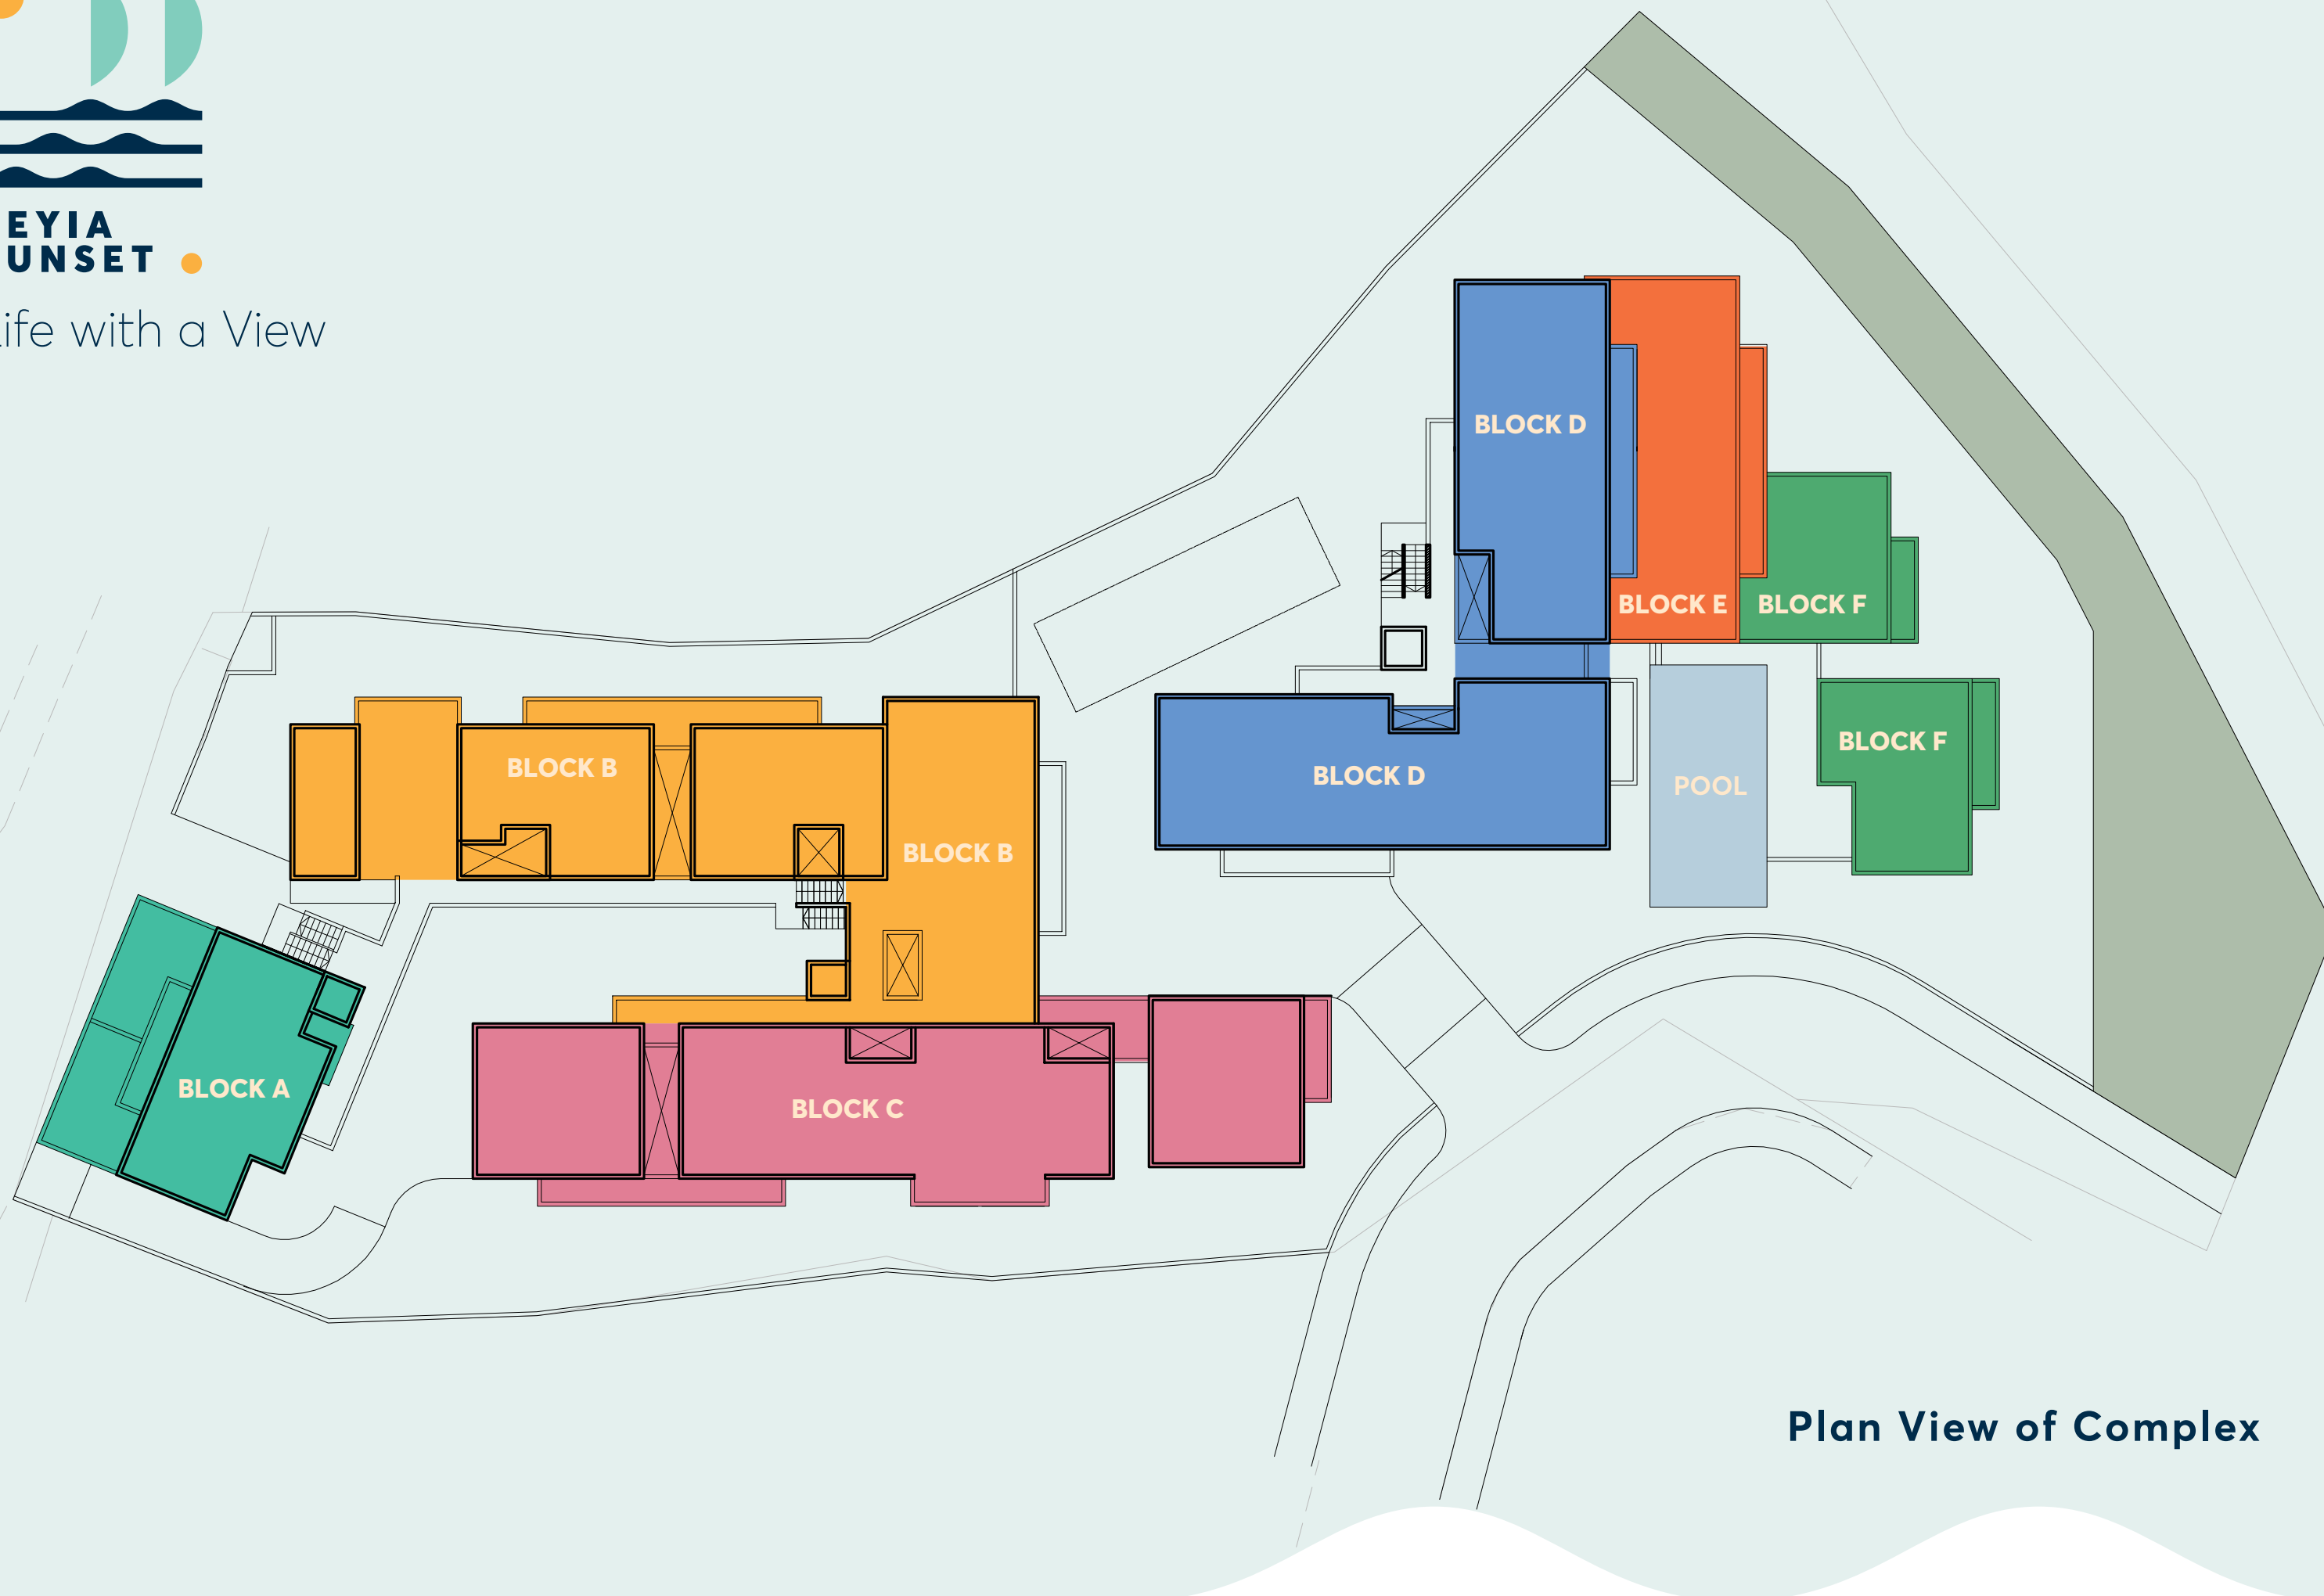 EYIA
UNSET
ife with a View
BLOCK D
BLOCK E
BLOCK F
BLOCK B
BLOCK D
BLOCK F
POOL
BLOCK B
BLOCK A
BLOCK C
Plan View of Complex